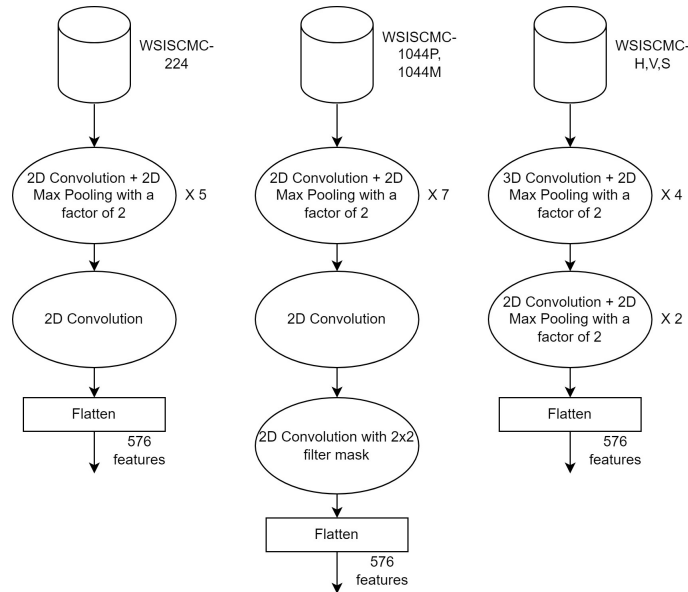 WSISCMC-
224
2D Convolution + 2D
Max Pooling with a
factor of 2
X 5
2D Convolution
Flatten
576
features
WSISCMC-
1044P,
1044M
2D Convolution + 2D
Max Pooling with a
factor of 2
X 7
2D Convolution
2D Convolution with 2x2
filter mask
Flatten
576
features
WSISCMC-
H,V,S
3D Convolution + 2D
Max Pooling with a
factor of 2
X 4
2D Convolution + 2D
Max Pooling with a
factor of 2
X 2
Flatten
576
features